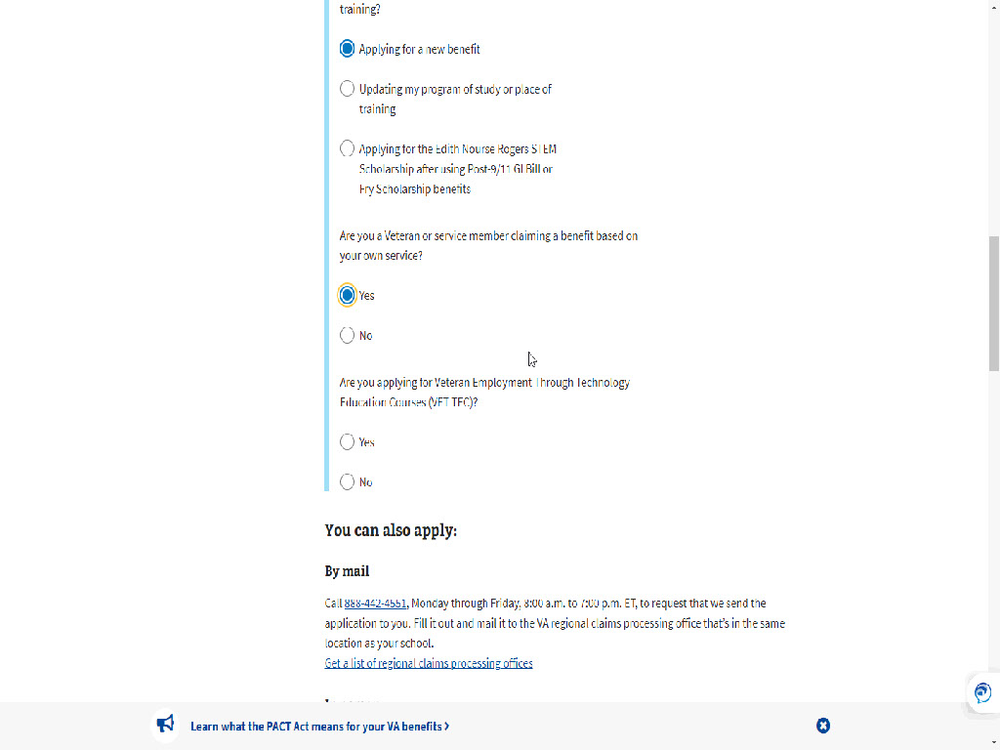 training?
Applying for a new benefit
Updating my program of study or place of
training
Applying for the Edith Nourse Rogers STEM
Scholarship after using Post-9/11 GI Bill or
Fry Scholarship benefits
Are you a Veteran or service member claiming a benefit based on
your own service?
Yes
No
Are you applying for Veteran Employment Through Technology
Education Courses (VET TEC)?
Yes
No
You can also apply:
By mail
Call 888-442-4551, Monday through Friday, 8:00 a.m. to 7:00 p.m. ET, to request that we send the
application to you. Fill it out and mail it to the VA regional claims processing office that's in the same
location as your school.
Get a list of regional claims processing offices
Learn what the PACT Act means for your VA benefits